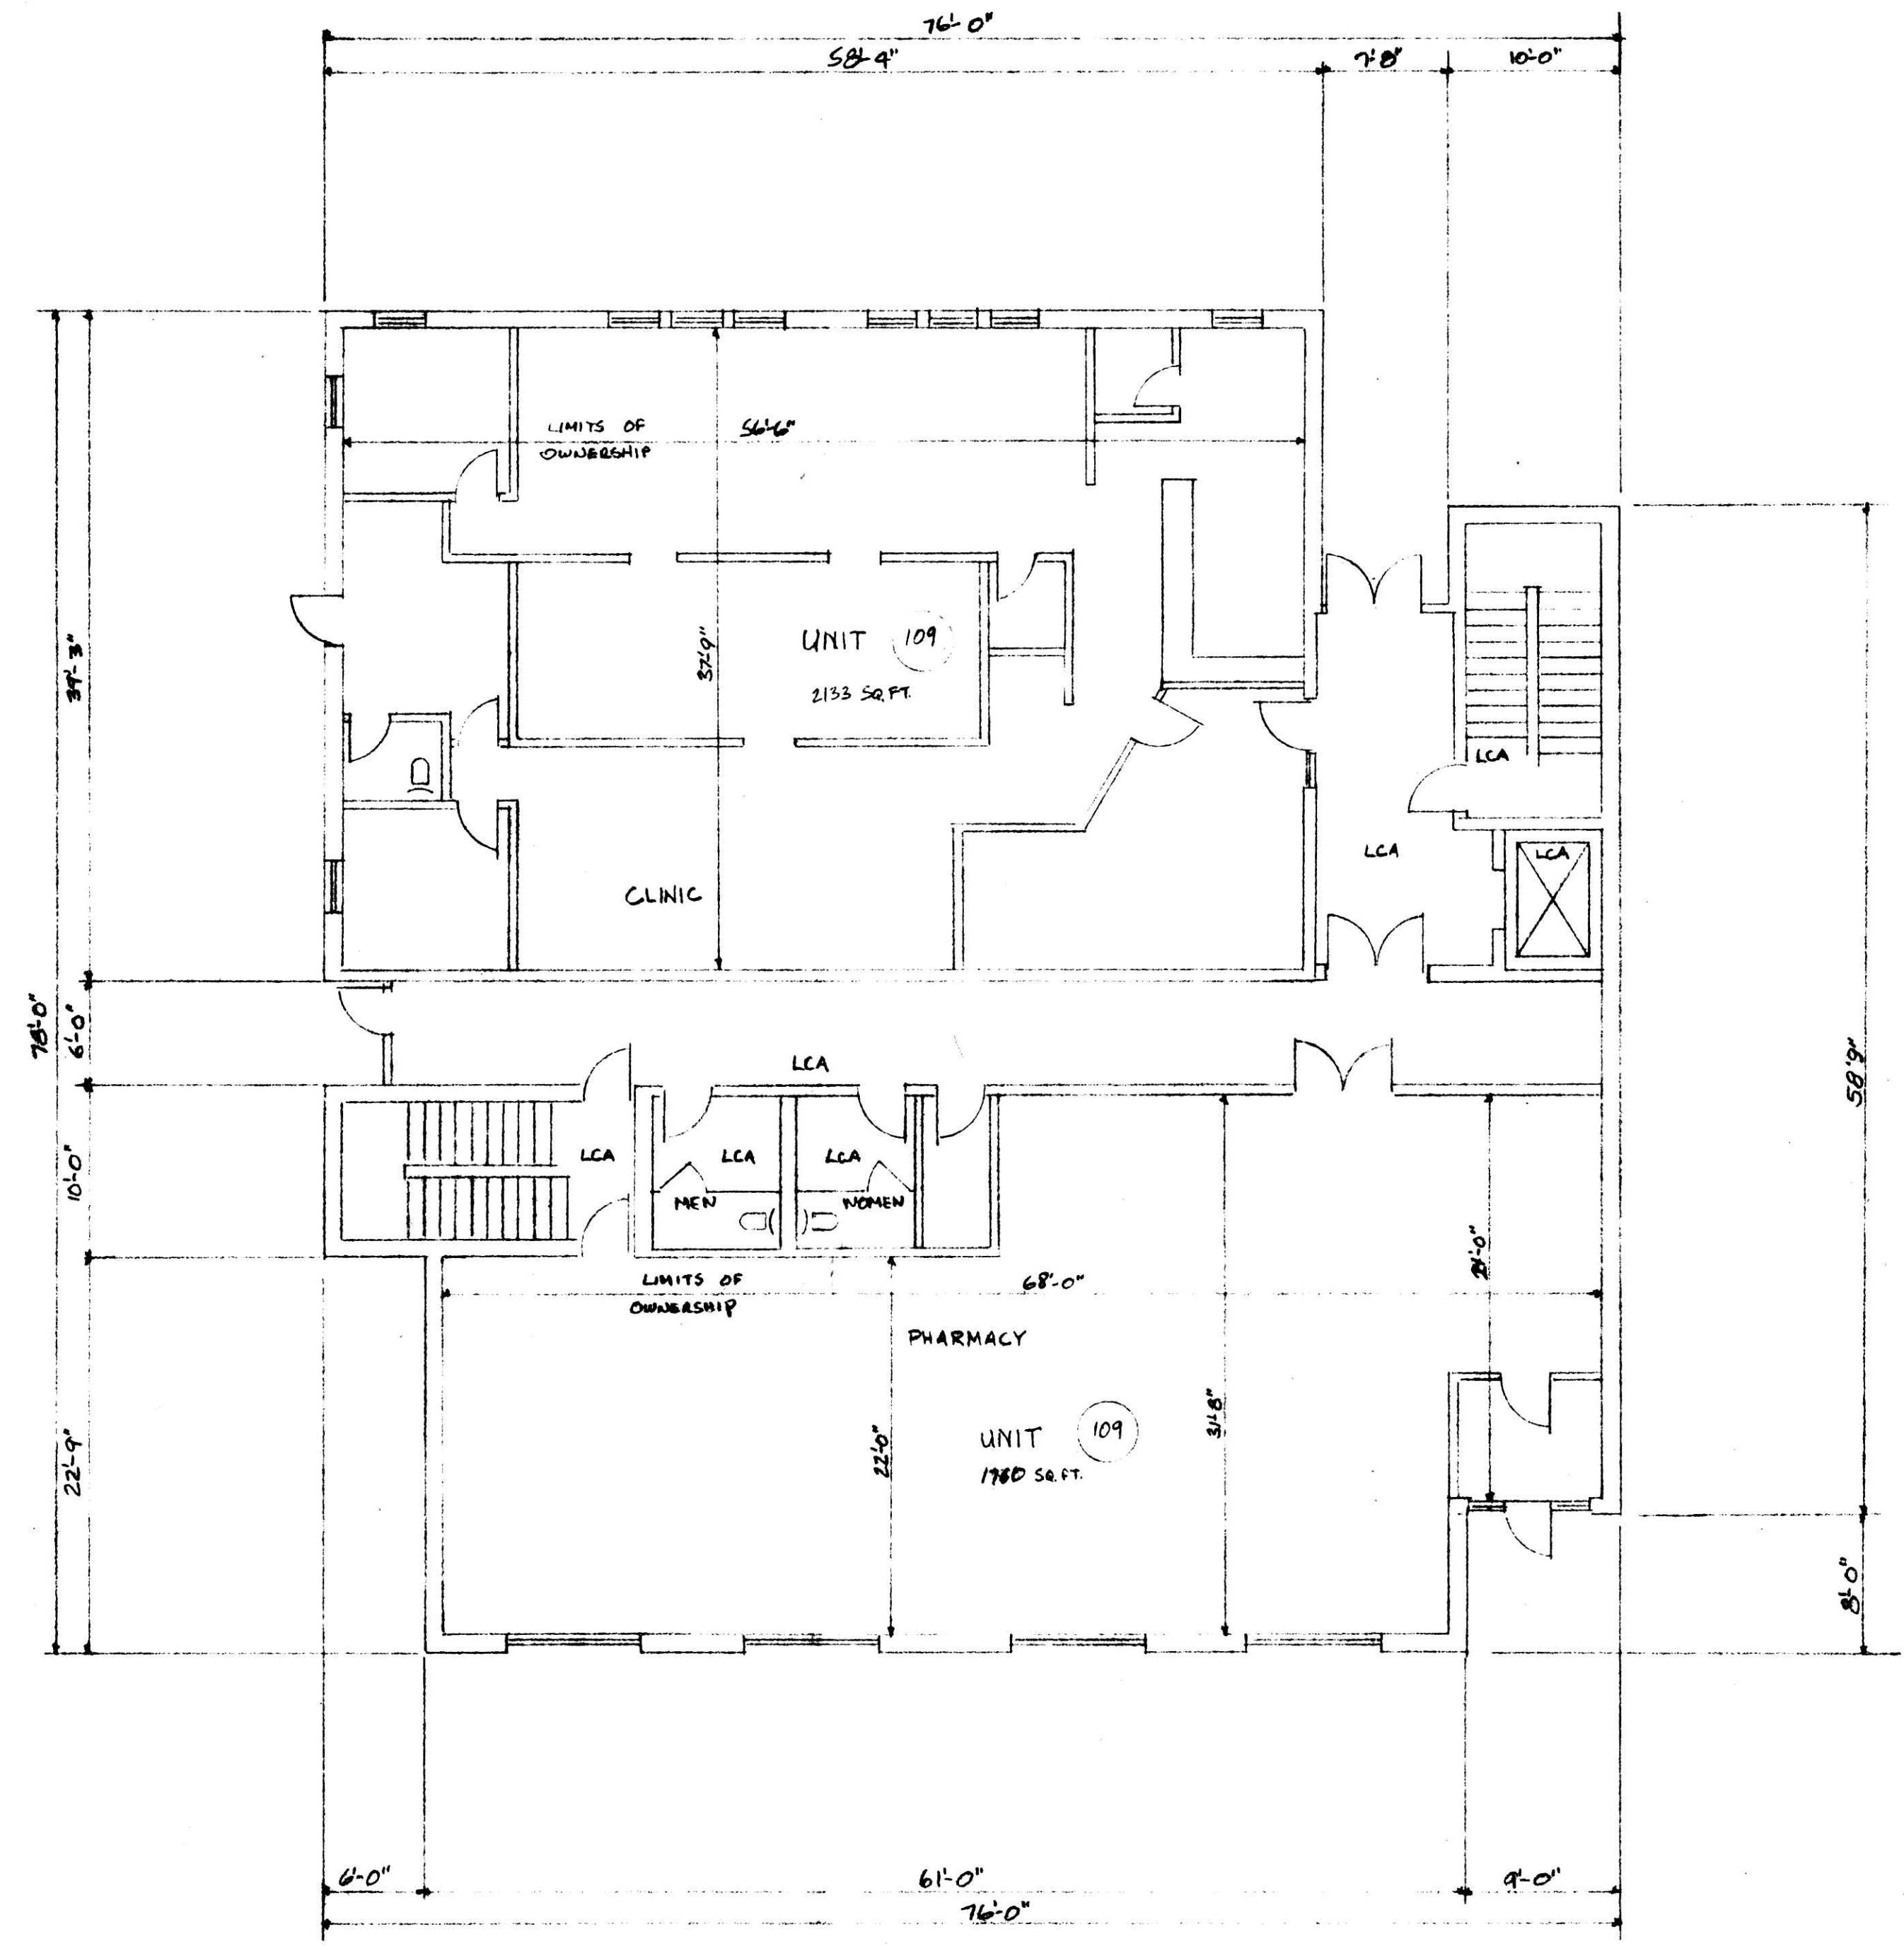 76'-0"
58'-4"
7'-8"
10'-0"
LIMITS OF
OWNERSHIP
56'-6"
UNIT 109
2133 SQ.FT.
37'-9"
39'-3"
LCA
LCA
LCA
CLINIC
78'-0"
6'-0"
LCA
58'9"
10'-0"
LCA
LCA
LCA
MEN
WOMEN
LIMITS OF
OWNERSHIP
68'-0"
PHARMACY
UNIT 109
SQ.FT.
22'-0"
31'-8"
22'-9"
8'-0"
6'-0"
61'-0"
9'-0"
76'-0"